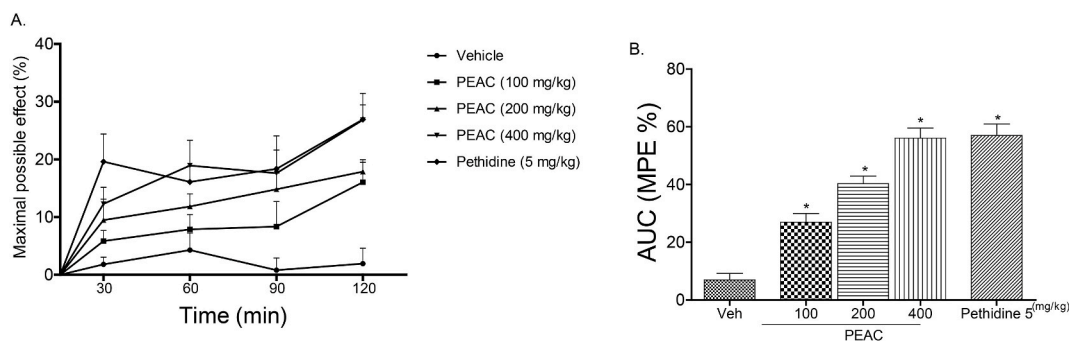 A.
Maximal possible effect (%)
40
30
20
10
0
30 60 90 120
Time (min)
Vehicle
PEAC (100 mg/kg)
PEAC (200 mg/kg)
PEAC (400 mg/kg)
Pethidine (5 mg/kg)
B.
AUC (MPE %)
80
60
40
20
0
* * * *
Veh 100 200 400 Pethidine 5 (mg/kg)
PEAC